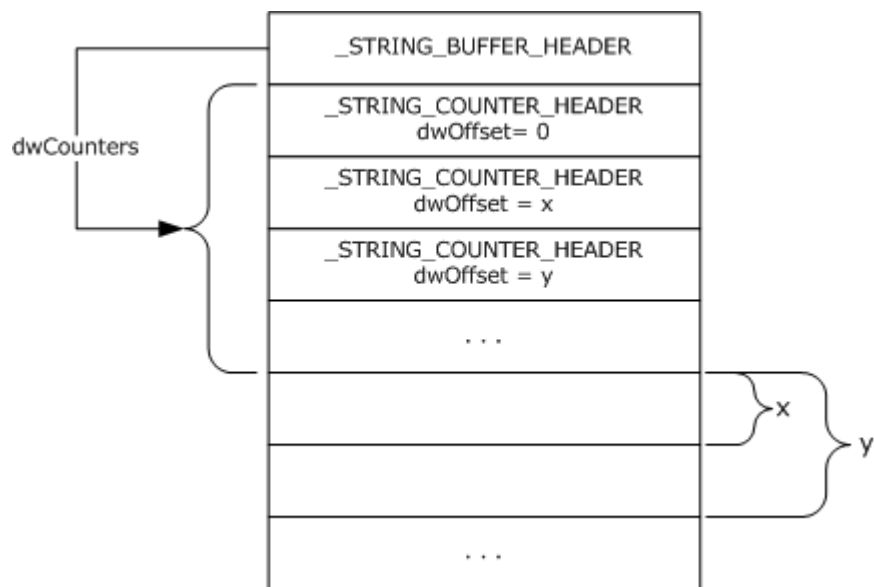 _STRING_BUFFER_HEADER
_STRING_COUNTER_HEADER
dwOffset= 0
dwCounters
_STRING_COUNTER_HEADER
dwOffset = x
_STRING_COUNTER_HEADER
dwOffset = y
. . .
x
y
. . .